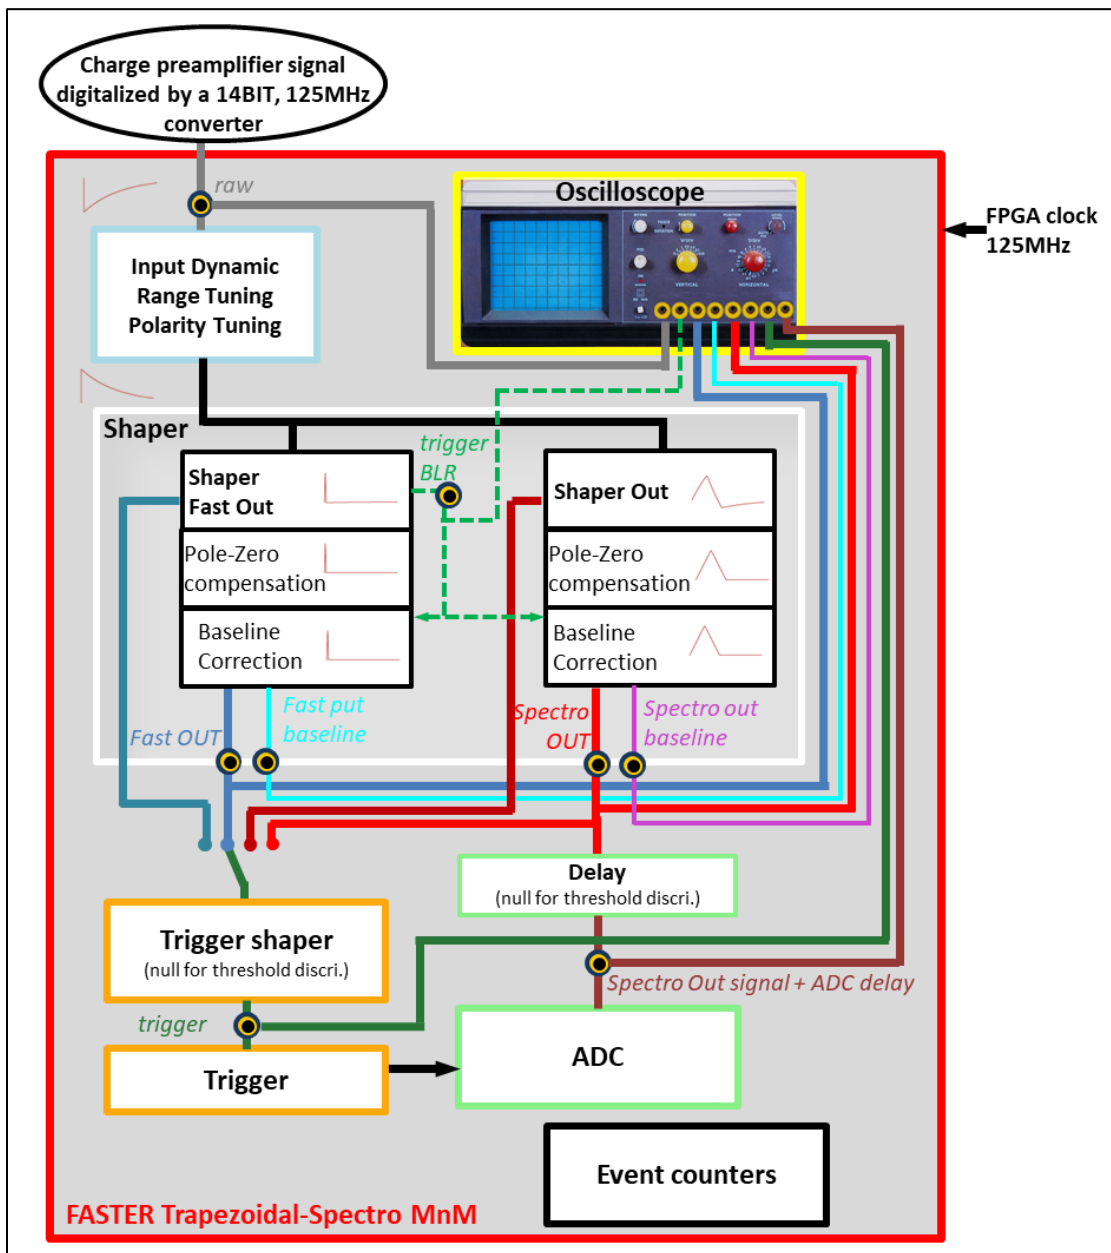 Charge preamplifier signal
digitalized by a 14BIT, 125MHz
converter
raw
Oscilloscope
FPGA clock
125MHz
Input Dynamic
Range Tuning
Polarity Tuning
VERTICAL
HORIZONTAL
Shaper
trigger
BLR
Shaper
Fast Out
Pole-Zero
compensation
Baseline
Correction
Shaper Out
Pole-Zero
compensation
Baseline
Correction
Fast OUT
Fast put
baseline
Spectro
OUT
Spectro out
baseline
Delay
(null for threshold discri.)
Trigger shaper
(null for threshold discri.)
Spectro Out signal + ADC delay
trigger
Trigger
ADC
Event counters
FASTER Trapezoidal-Spectro MnM